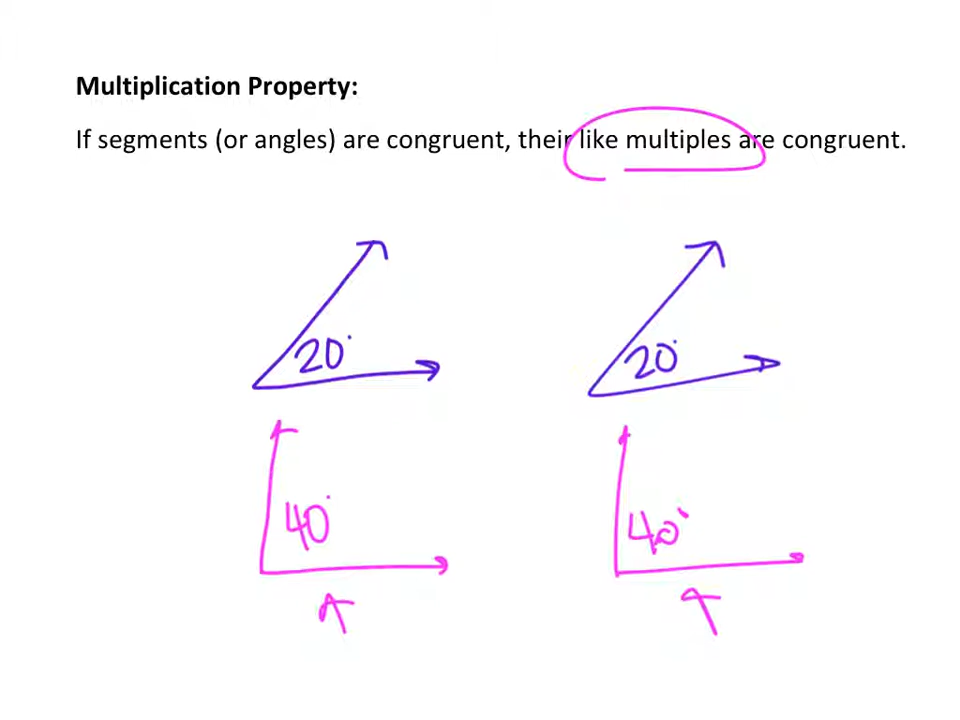 Multiplication Property:
If segments (or angles) are congruent, their like multiples are congruent.
20° 20°
40° 40°